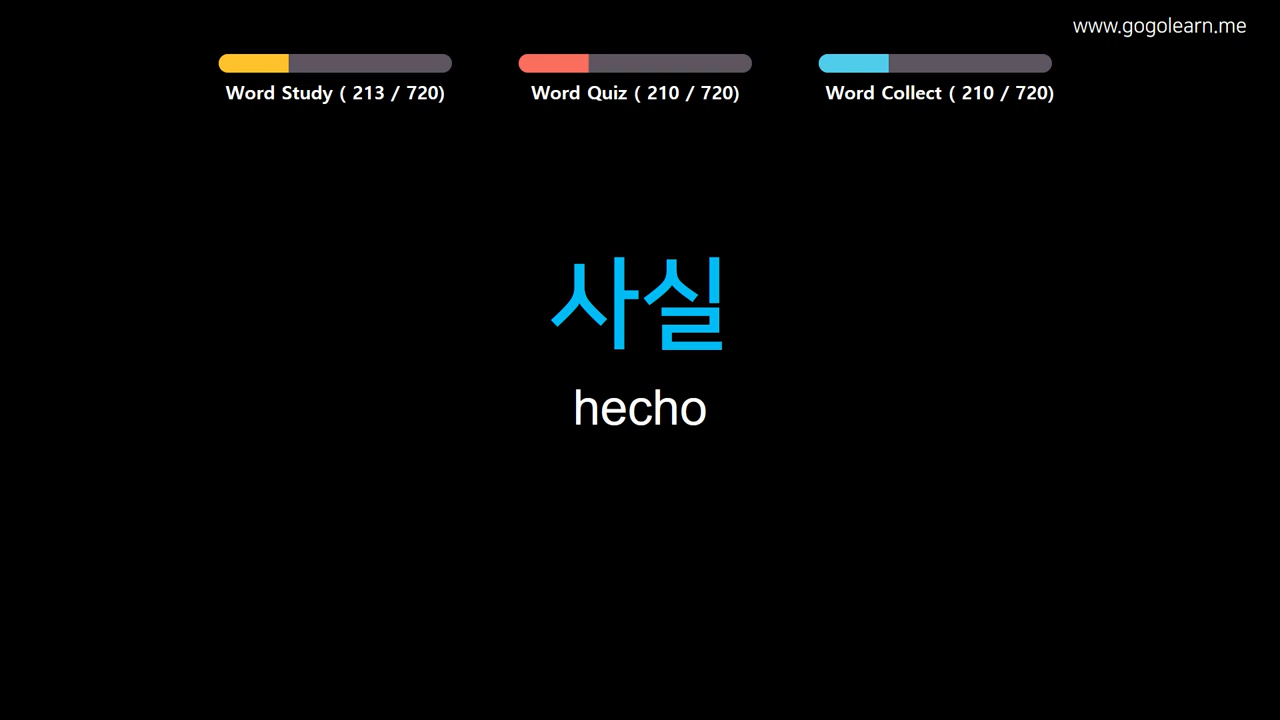 www.gogolearn.me
Word Study ( 213 / 720)
Word Quiz ( 210 / 720)
Word Collect ( 210 / 720)
사실
hecho